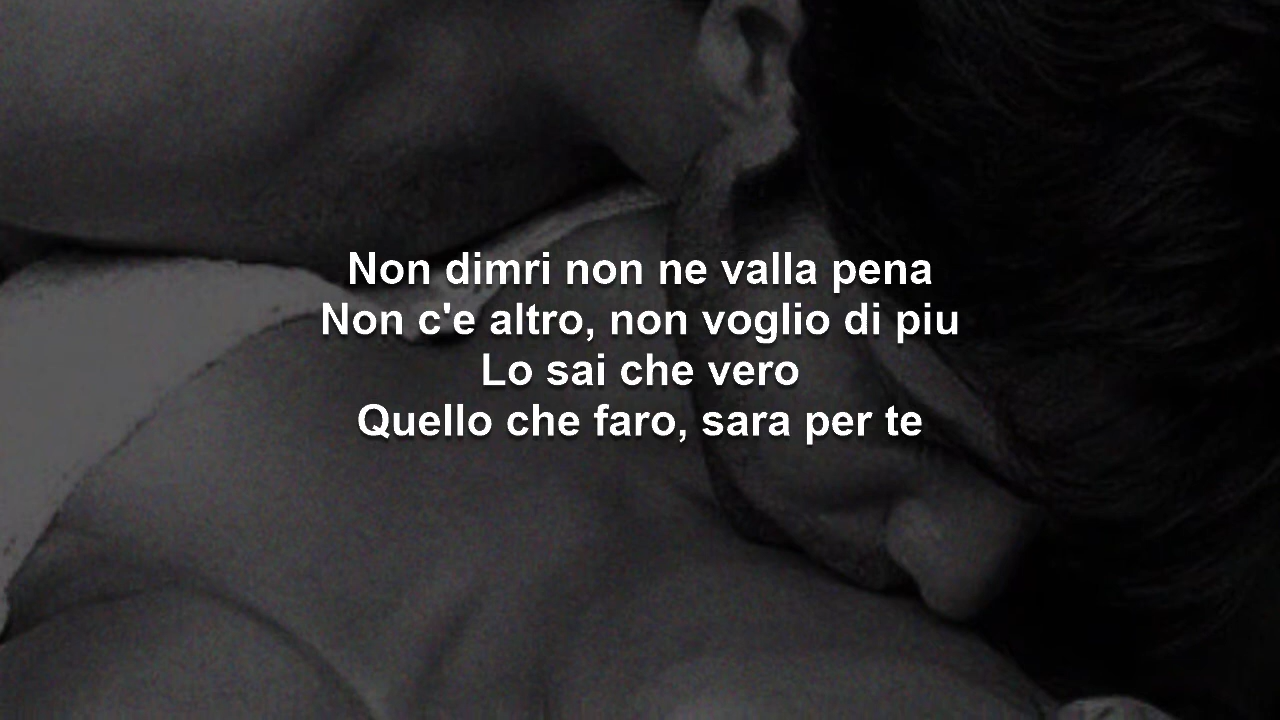 Non dimri non ne valla pena
Non c'e altro, non voglio di piu
Lo sai che vero
Quello che faro, sara per te